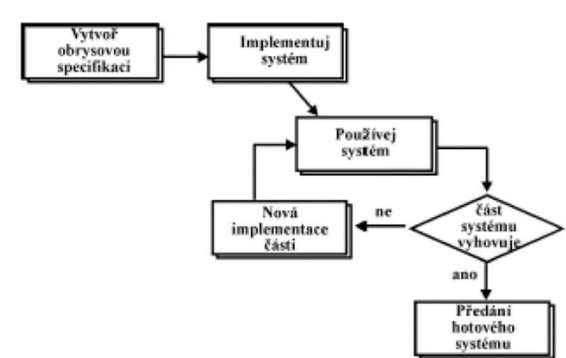 Vytvoř
obrysovou
specifikaci
Implementuj
systém
Používej
systém
Nová
implementace
části
ne
část
systému
vyhovuje
ano
Předání
hotového
systému